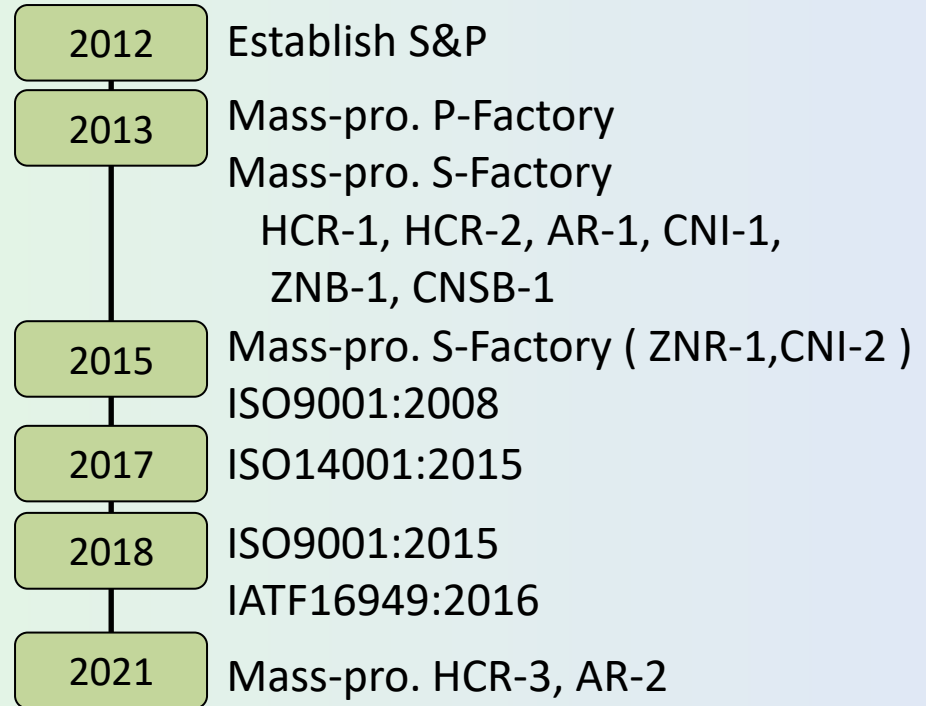 2012 Establish S&P
2013 Mass-pro. P-Factory
Mass-pro. S-Factory
HCR-1, HCR-2, AR-1, CNI-1,
ZNB-1, CNSB-1
2015 Mass-pro. S-Factory ( ZNR-1,CNI-2 )
ISO9001:2008
2017 ISO14001:2015
2018 ISO9001:2015
IATF16949:2016
2021 Mass-pro. HCR-3, AR-2